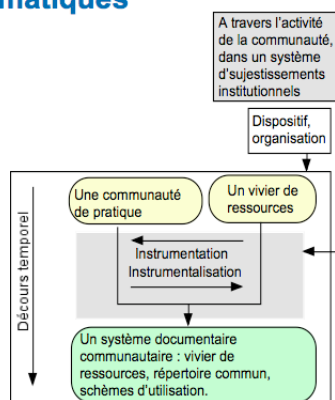 matiques
A travers l'activité
de la communauté,
dans un système
d'sujestissements
institutionnels
Dispositif,
organisation
Décours temporel
Une communauté
de pratique
Un vivier de
ressources
Instrumentation
Instrumentalisation
Un système documentaire
communautaire : vivier de
ressources, répertoire commun,
schèmes d'utilisation.